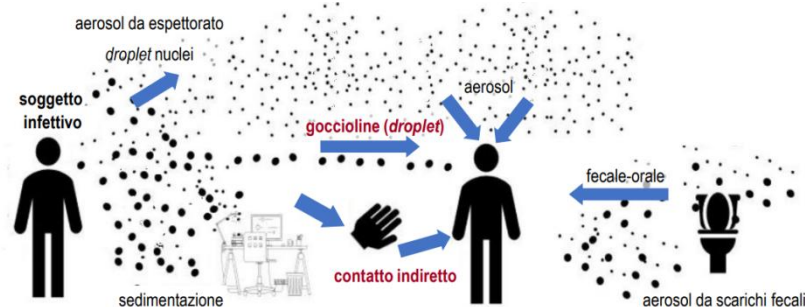 aerosol da espettorato
droplet nuclei
soggetto
infettivo
aerosol
goccioline (droplet)
fecale-orale
contatto indiretto
sedimentazione
aerosol da scarichi fecali